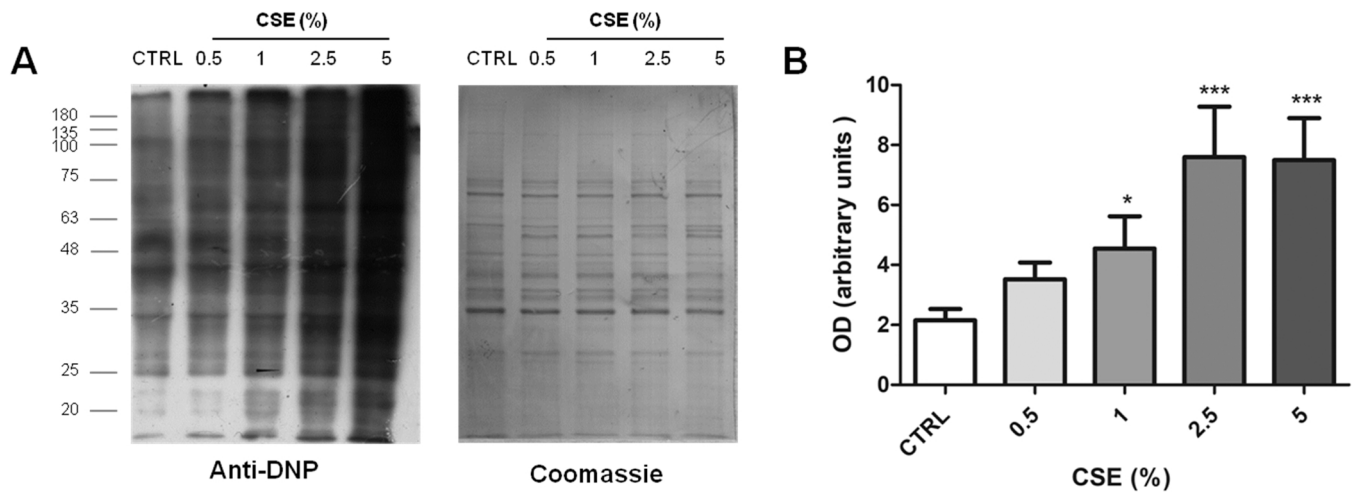 A
CSE (%)
CTRL 0.5 1 2.5 5
180
135
100
75
63
48
35
25
20
Anti-DNP
CSE (%)
CTRL 0.5 1 2.5 5
Coomassie
B
OD (arbitrary units )
10
8
6
4
2
0
*
***
***
CTRL
0.5
1
2.5
5
CSE (%)